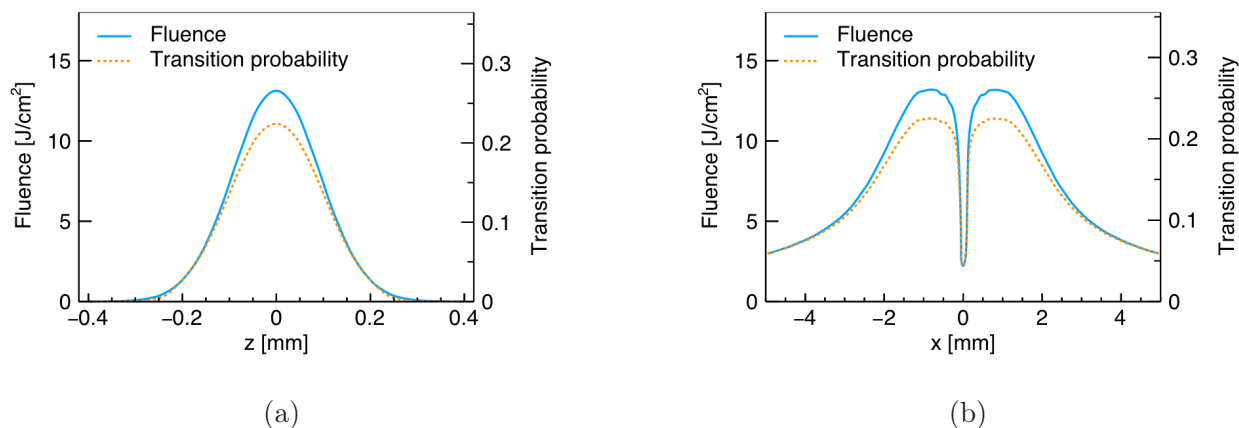 Fluence
Transition probability
Fluence [J/cm²]
15
10
5
0
Transition probability
0.3
0.2
0.1
0
−0.4
−0.2
0
0.2
0.4
z [mm]
(a)
Fluence
Transition probability
Fluence [J/cm²]
15
10
5
0
Transition probability
0.3
0.2
0.1
0
−4
−2
0
2
4
x [mm]
(b)